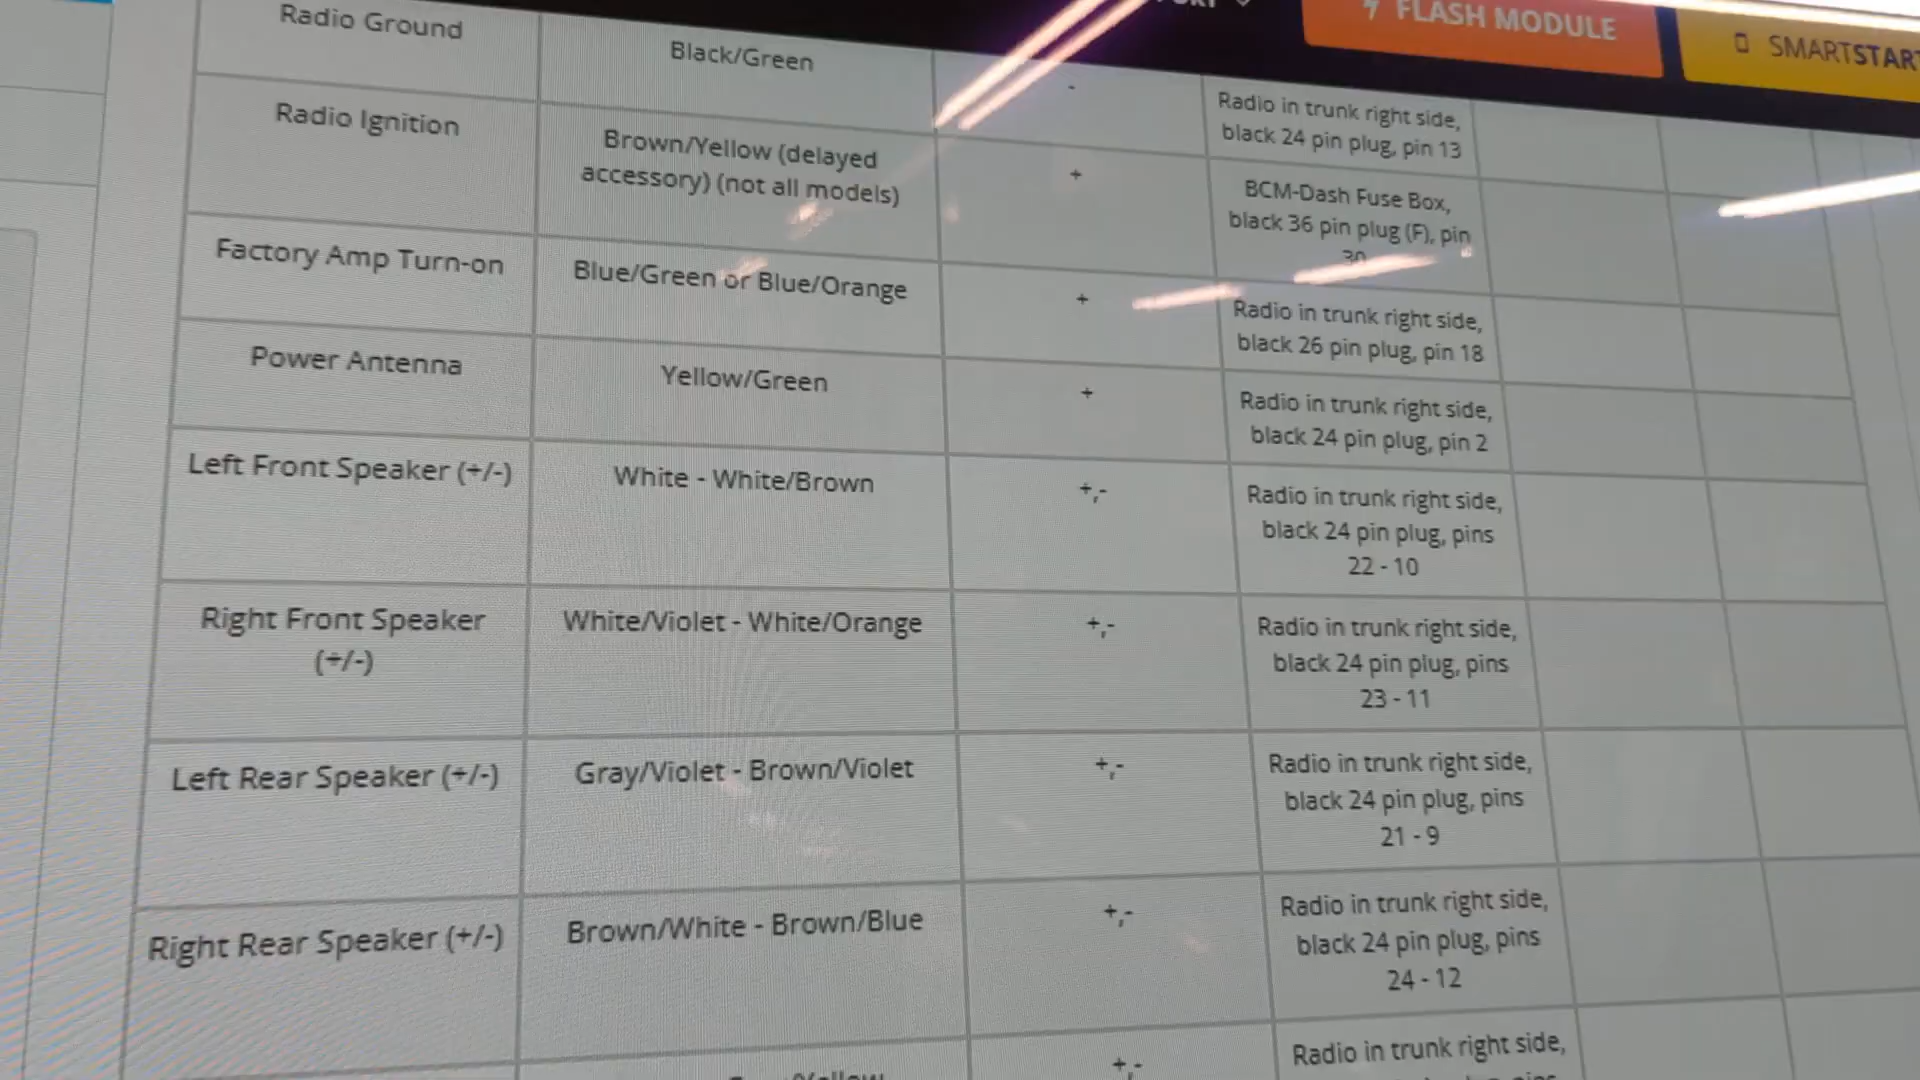 FLASH MODULE
SMARTSTART
Radio Ground
Black/Green
-
Radio in trunk right side,
black 24 pin plug, pin 13
Radio Ignition
Brown/Yellow (delayed
accessory) (not all models)
+
BCM-Dash Fuse Box,
black 36 pin plug (F), pin
30
Factory Amp Turn-on
Blue/Green or Blue/Orange
+
Radio in trunk right side,
black 26 pin plug, pin 18
Power Antenna
Yellow/Green
+
Radio in trunk right side,
black 24 pin plug, pin 2
Left Front Speaker (+/-)
White - White/Brown
+,-
Radio in trunk right side,
black 24 pin plug, pins
22 - 10
Right Front Speaker
(+/-)
White/Violet - White/Orange
+,-
Radio in trunk right side,
black 24 pin plug, pins
23 - 11
Left Rear Speaker (+/-)
Gray/Violet - Brown/Violet
+,-
Radio in trunk right side,
black 24 pin plug, pins
21 - 9
Right Rear Speaker (+/-)
Brown/White - Brown/Blue
+,-
Radio in trunk right side,
black 24 pin plug, pins
24 - 12
+,-
Radio in trunk right side,